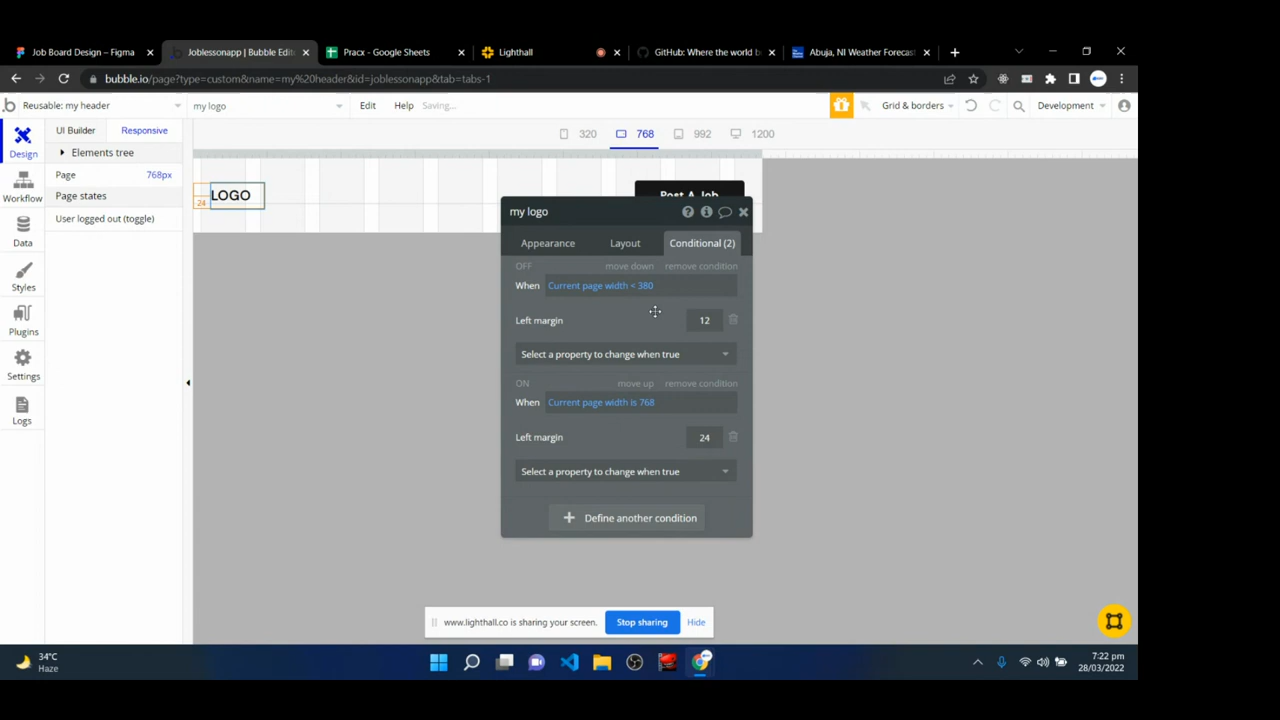 Job Board Design – Figma
Joblessonapp | Bubble Edit
Pracx - Google Sheets
Lighthall
GitHub: Where the world b
Abuja, NI Weather Forecas
bubble.io/page?type=custom&name=my%20header&id=joblessonapp&tab=tabs-1
Reusable: my header
my logo
Edit
Help
Saving...
Grid & borders
Development
UI Builder
Responsive
320
768
992
1200
Design
Elements tree
Page
768px
Workflow
Page states
User logged out (toggle)
Data
Styles
Plugins
Settings
Logs
LOGO
24
Post A Job
my logo
Appearance
Layout
Conditional (2)
OFF
move down
remove condition
When
Current page width < 380
Left margin
12
Select a property to change when true
ON
move up
remove condition
When
Current page width is 768
Left margin
24
Select a property to change when true
Define another condition
www.lighthall.co is sharing your screen.
Stop sharing
Hide
34°C
Haze
7:22 pm
28/03/2022